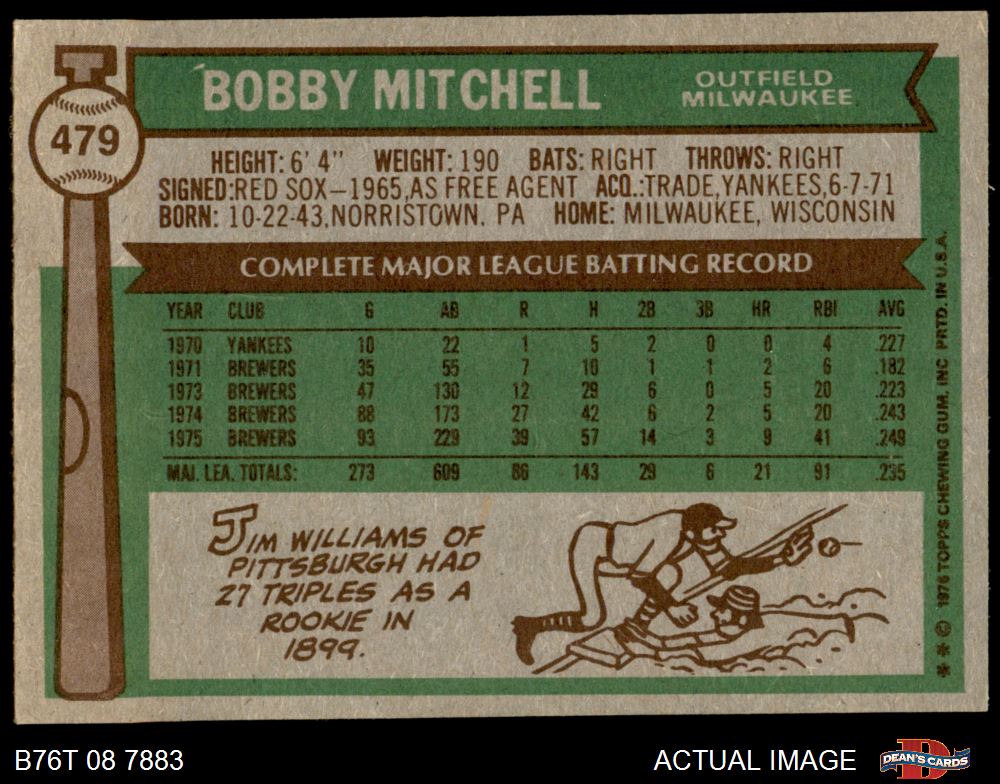 479
BOBBY MITCHELL
OUTFIELD
MILWAUKEE
HEIGHT: 6' 4" WEIGHT: 190 BATS: RIGHT THROWS: RIGHT
SIGNED:RED SOX—1965,AS FREE AGENT ACQ.:TRADE,YANKEES,6-7-71
BORN: 10-22-43,NORRISTOWN. PA HOME: MILWAUKEE, WISCONSIN
COMPLETE MAJOR LEAGUE BATTING RECORD
YEAR CLUB G AB R H 2B 3B HR RBI AVG
1970 YANKEES 10 22 1 5 2 0 0 4 .227
1971 BREWERS 35 55 7 10 1 1 2 6 .182
1973 BREWERS 47 130 12 29 6 0 5 20 .223
1974 BREWERS 88 173 27 42 6 2 5 20 .243
1975 BREWERS 93 229 39 57 14 3 9 41 .249
MAJ. LEA. TOTALS: 273 609 86 143 29 6 21 91 .235
JIM WILLIAMS OF
PITTSBURGH HAD
27 TRIPLES AS A
ROOKIE IN
1899.
* * © 1976 TOPPS CHEWING GUM, INC PRTD. IN U.S.A.
B76T 08 7883
ACTUAL IMAGE
D
DEAN'S CARDS